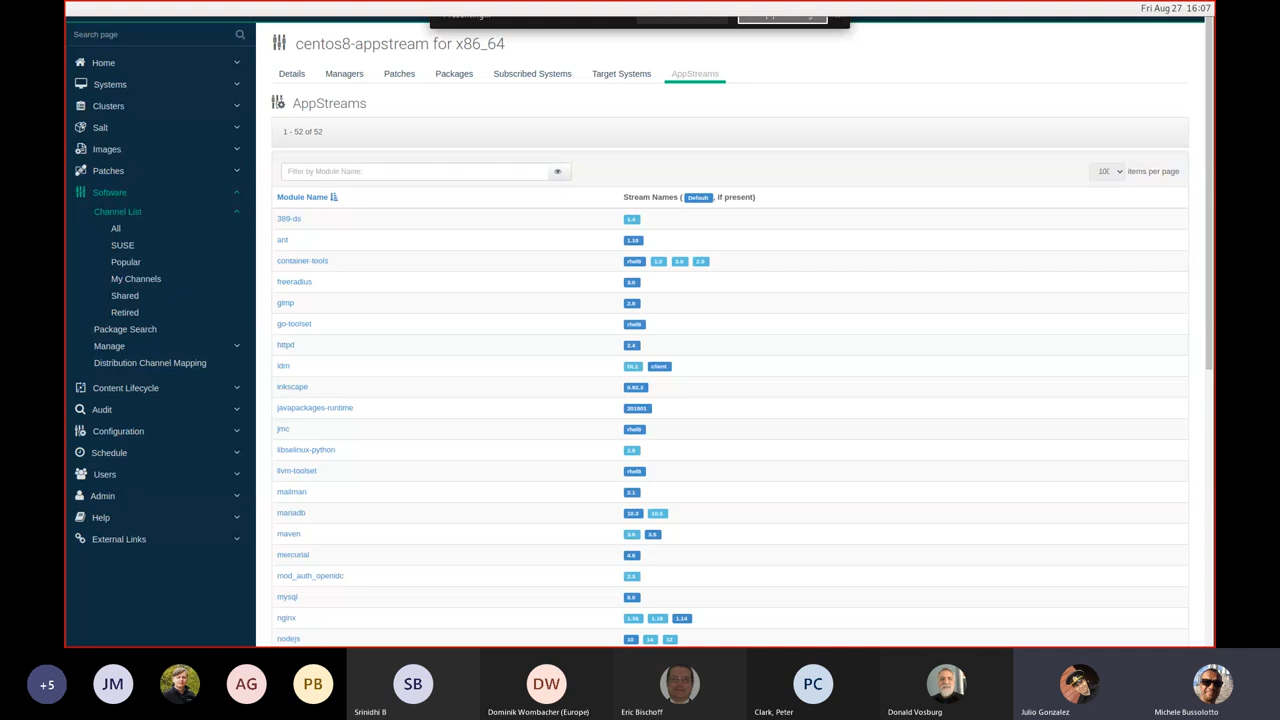 Fri Aug 27 16:07
Search page
Home
Systems
Clusters
Salt
Images
Patches
Software
Channel List
All
SUSE
Popular
My Channels
Shared
Retired
Package Search
Manage
Distribution Channel Mapping
Content Lifecycle
Audit
Configuration
Schedule
Users
Admin
Help
External Links
centos8-appstream for x86_64
Details Managers Patches Packages Subscribed Systems Target Systems AppStreams
AppStreams
1 - 52 of 52
Filter by Module Name: items per page
Module Name Stream Names ( Default , if present)
389-ds 1.4
ant 1.10
container-tools rhel8 1.0 2.0
freeradius 3.0
gimp 2.8
go-toolset rhel8
httpd 2.4
idm DL1 client
inkscape 0.92.3
javapackages-runtime 201801
jmc rhel8
libselinux-python 2.8
llvm-toolset rhel8
mailman 2.1
mariadb 10.3 10.5
maven 3.6 3.5
mercurial 4.8
mod_auth_openidc 2.3
mysql 8.0
nginx 1.16 1.18 1.14
nodejs 10 14 12
+5 JM AG PB SB DW PC
Srinidhi B Dominik Wombacher (Europe) Eric Bischoff Clark, Peter Donald Vosburg Julio Gonzalez Michele Bussolotto